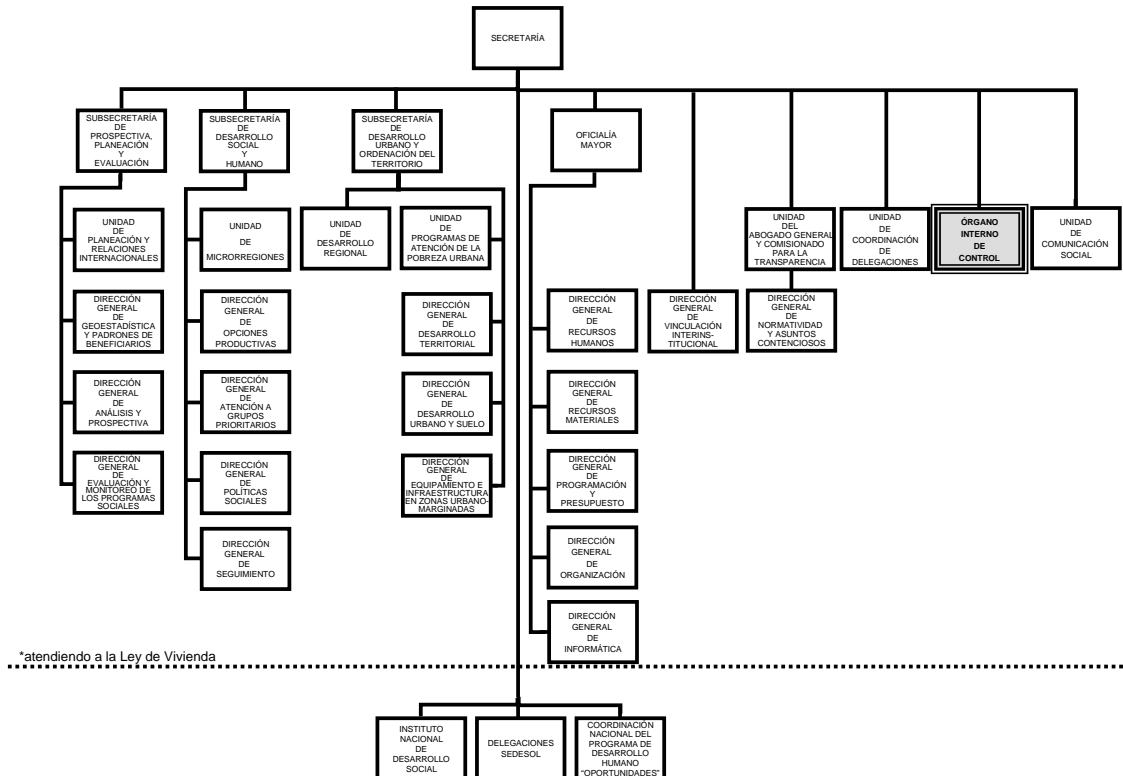 SECRETARÍA
SUBSECRETARÍA
DE
PROSPECTIVA,
PLANEACIÓN
Y
EVALUACIÓN
SUBSECRETARÍA
DE
DESARROLLO
SOCIAL
Y
HUMANO
SUBSECRETARÍA
DE
DESARROLLO
URBANO Y
ORDENACIÓN DEL
TERRITORIO
OFICIALÍA
MAYOR
UNIDAD
DE
PLANEACIÓN Y
RELACIONES
INTERNACIONALES
UNIDAD
DE
MICRORREGIONES
UNIDAD
DE
DESARROLLO
REGIONAL
UNIDAD
DE
PROGRAMAS DE
ATENCIÓN DE LA
POBREZA URBANA
UNIDAD
DEL
ABOGADO GENERAL
Y COMISIONADO
PARA LA
TRANSPARENCIA
UNIDAD
DE
COORDINACIÓN
DE
DELEGACIONES
ÓRGANO
INTERNO
DE
CONTROL
UNIDAD
DE
COMUNICACIÓN
SOCIAL
DIRECCIÓN
GENERAL
DE
GEOESTADÍSTICA
Y PADRONES DE
BENEFICIARIOS
DIRECCIÓN
GENERAL
DE
OPCIONES
PRODUCTIVAS
DIRECCIÓN
GENERAL
DE
DESARROLLO
TERRITORIAL
DIRECCIÓN
GENERAL
DE
RECURSOS
HUMANOS
DIRECCIÓN
GENERAL
DE
VINCULACIÓN
INTERINS-
TITUCIONAL
DIRECCIÓN
GENERAL
DE
NORMATIVIDAD
Y ASUNTOS
CONTENCIOSOS
DIRECCIÓN
GENERAL
DE
ANÁLISIS Y
PROSPECTIVA
DIRECCIÓN
GENERAL
DE
ATENCIÓN A
GRUPOS
PRIORITARIOS
DIRECCIÓN
GENERAL
DE
DESARROLLO
URBANO Y SUELO
DIRECCIÓN
GENERAL
DE
RECURSOS
MATERIALES
DIRECCIÓN
GENERAL
DE
EVALUACIÓN Y
MONITOREO DE
LOS PROGRAMAS
SOCIALES
DIRECCIÓN
GENERAL
DE
POLÍTICAS
SOCIALES
DIRECCIÓN
GENERAL
DE
EQUIPAMIENTO E
INFRAESTRUCTURA
EN ZONAS URBANO-
MARGINADAS
DIRECCIÓN
GENERAL
DE
PROGRAMACIÓN
Y
PRESUPUESTO
DIRECCIÓN
GENERAL
DE
SEGUIMIENTO
DIRECCIÓN
GENERAL
DE
ORGANIZACIÓN
DIRECCIÓN
GENERAL
DE
INFORMÁTICA
*atendiendo a la Ley de Vivienda
INSTITUTO
NACIONAL
DE
DESARROLLO
SOCIAL
DELEGACIONES
SEDESOL
COORDINACIÓN
NACIONAL DEL
PROGRAMA DE
DESARROLLO
HUMANO
"OPORTUNIDADES"